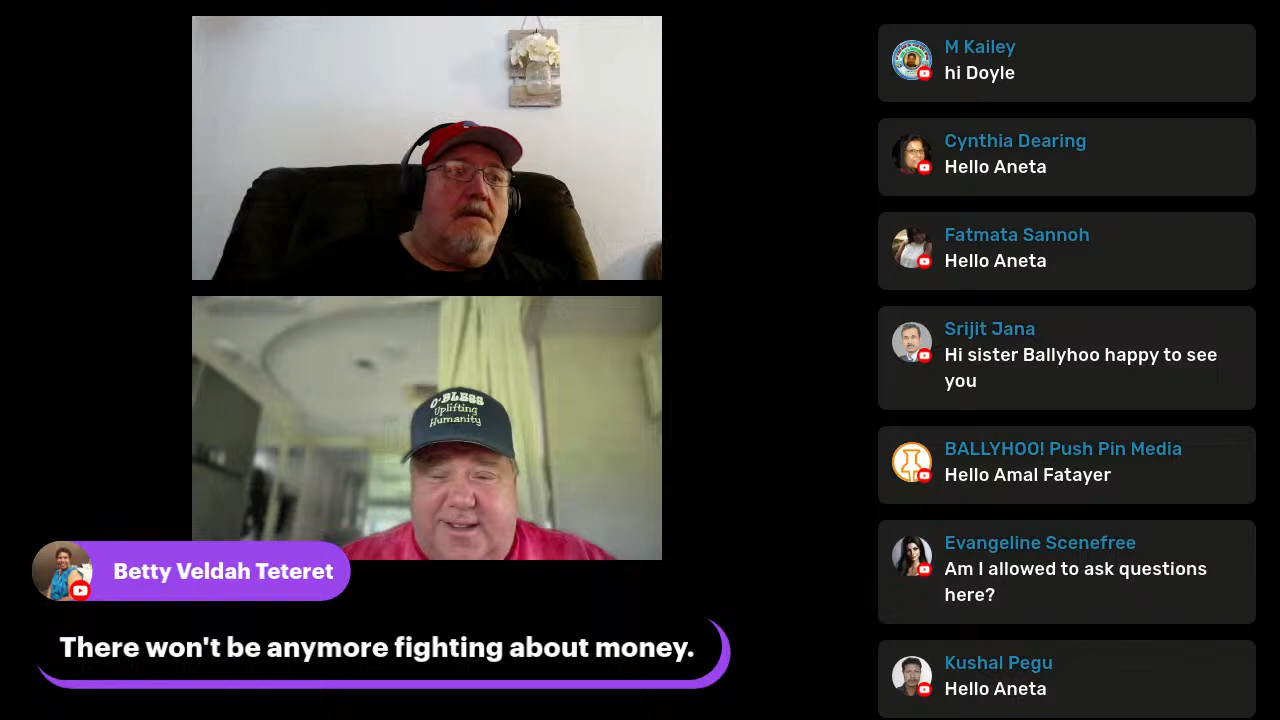 O'BLESS
Uplifting
Humanity
Betty Veldah Teteret
There won't be anymore fighting about money.
M Kailey
hi Doyle
Cynthia Dearing
Hello Aneta
Fatmata Sannoh
Hello Aneta
Srijit Jana
Hi sister Ballyhoo happy to see
you
BALLYHOO! Push Pin Media
Hello Amal Fatayer
Evangeline Scenefree
Am I allowed to ask questions
here?
Kushal Pegu
Hello Aneta